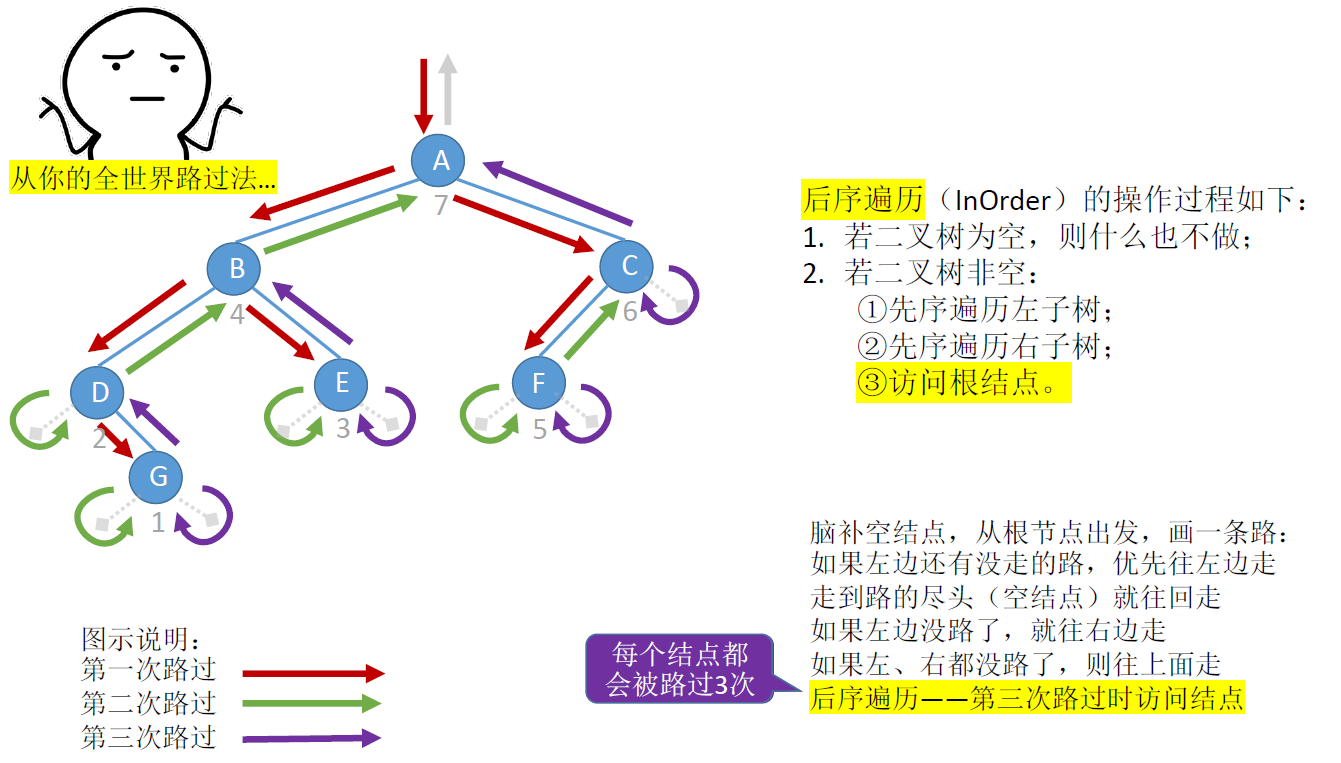 从你的全世界路过法…
A
7
B
4
C
6
D
2
E
3
F
5
G
1
后序遍历（InOrder）的操作过程如下：
1. 若二叉树为空，则什么也不做；
2. 若二叉树非空：
①先序遍历左子树；
②先序遍历右子树；
③访问根结点。
脑补空结点，从根节点出发，画一条路：
如果左边还有没走的路，优先往左边走
走到路的尽头（空结点）就往回走
如果左边没路了，就往右边走
如果左、右都没路了，则往上面走
后序遍历——第三次路过时访问结点
每个结点都
会被路过3次
图示说明：
第一次路过
第二次路过
第三次路过